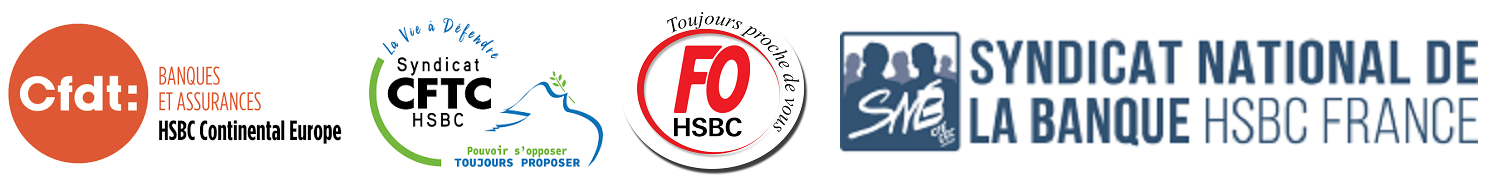 Cfdt:
BANQUES
ET ASSURANCES
HSBC Continental Europe
La Vie à Défendre
Syndicat
CFTC
HSBC
Pouvoir s'opposer
TOUJOURS PROPOSER
Toujours proche de vous
FO
HSBC
SNB
SYNDICAT NATIONAL DE
LA BANQUE HSBC FRANCE